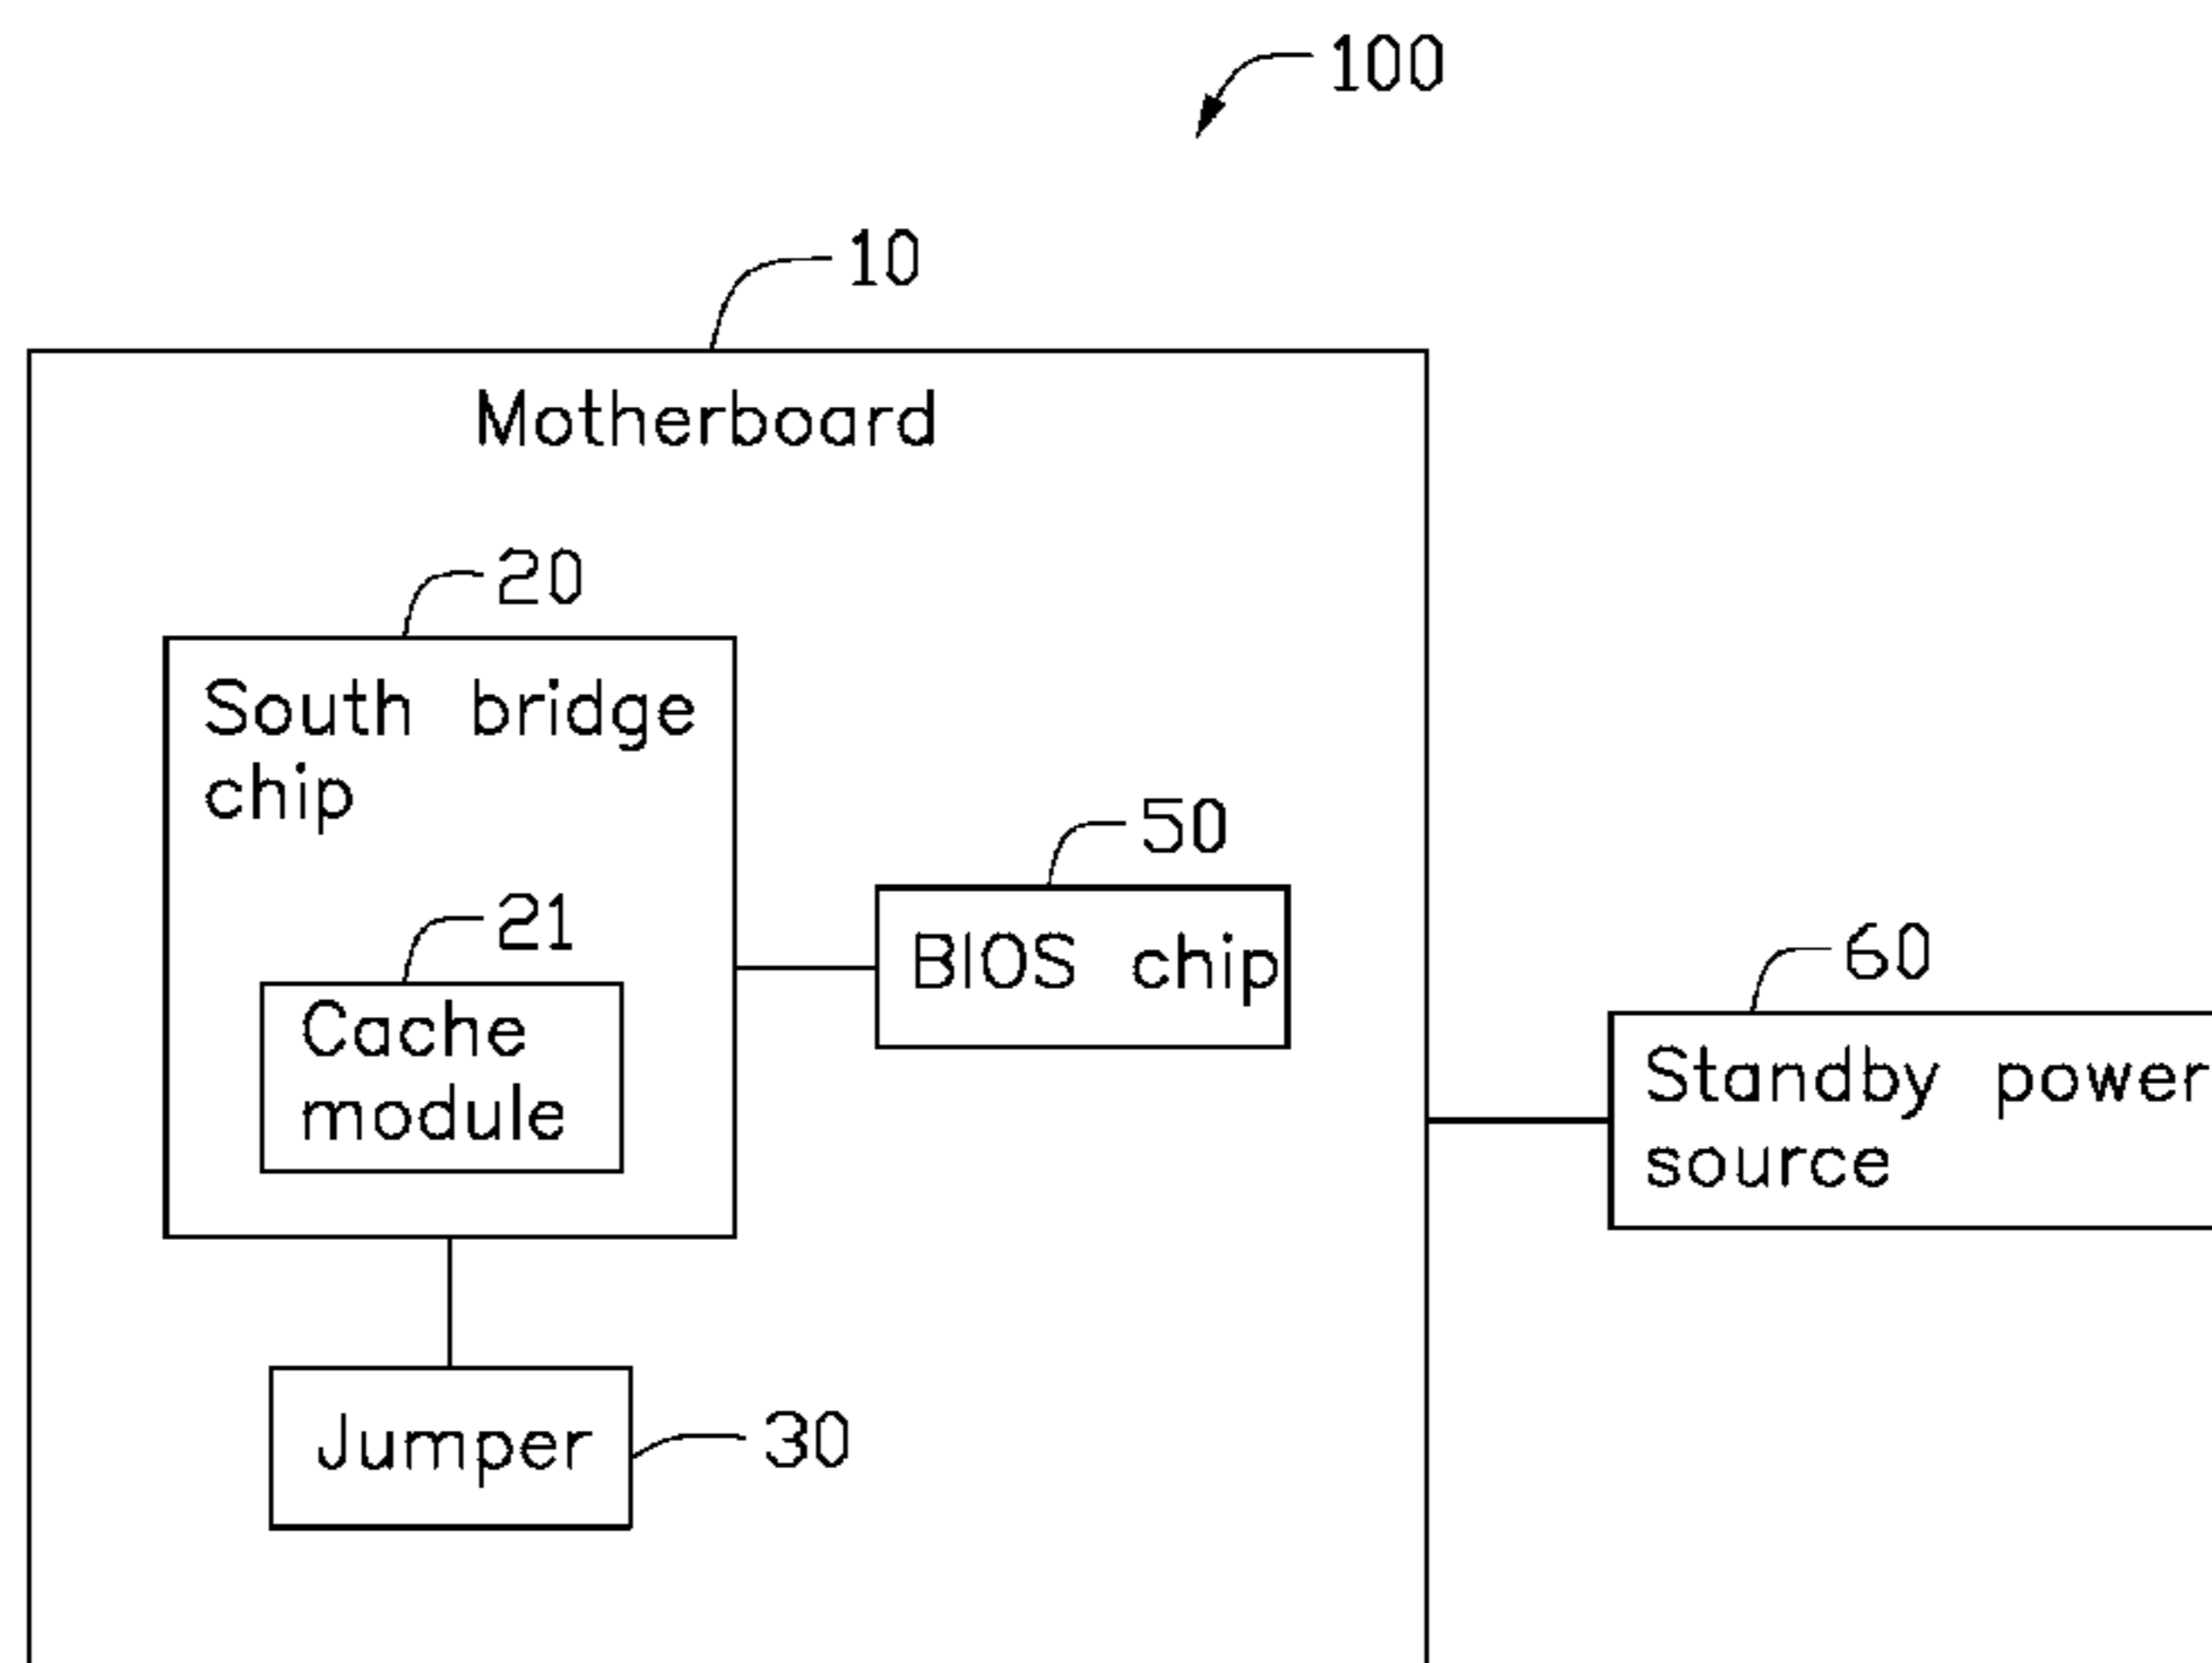 100
10
Motherboard
20
South bridge
chip
50
21
BIOS chip
60
Cache
module
Standby power
source
Jumper
30